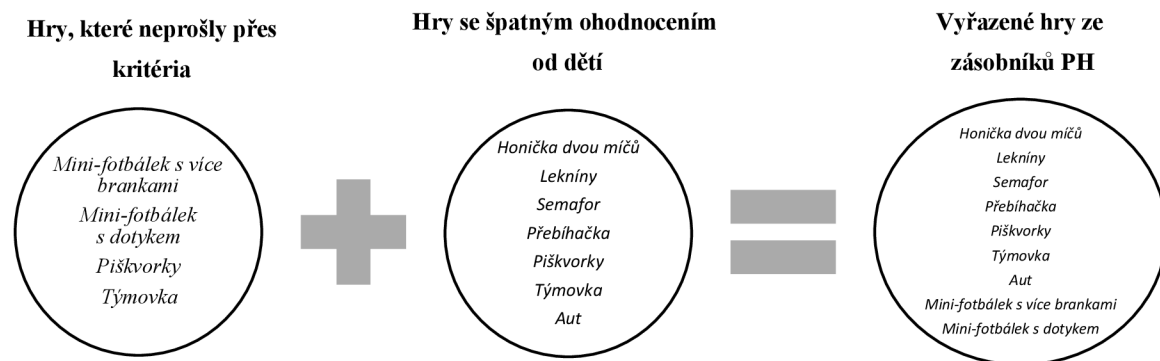 Hry, které neprošly přes
kritéria
Mini-fotbálek s více
brankami
Mini-fotbálek
s dotykem
Piškvorky
Týmovka
Hry se špatným ohodnocením
od dětí
Honička dvou míčů
Lekníny
Semafor
Přebíhačka
Piškvorky
Týmovka
Aut
Vyřazené hry ze
zásobníků PH
Honička dvou míčů
Lekníny
Semafor
Přebíhačka
Piškvorky
Týmovka
Aut
Mini-fotbálek s více brankami
Mini-fotbálek s dotykem